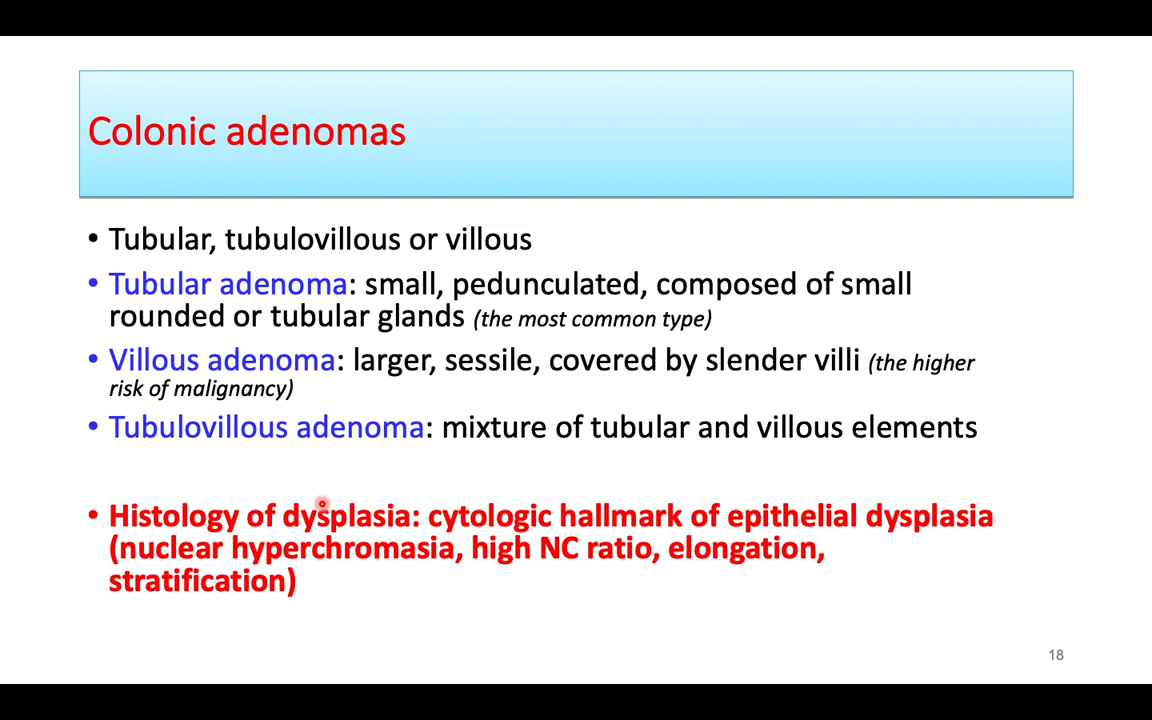 Colonic adenomas
• Tubular, tubulovillous or villous
• Tubular adenoma: small, pedunculated, composed of small
rounded or tubular glands (the most common type)
• Villous adenoma: larger, sessile, covered by slender villi (the higher
risk of malignancy)
• Tubulovillous adenoma: mixture of tubular and villous elements
• Histology of dysplasia: cytologic hallmark of epithelial dysplasia
(nuclear hyperchromasia, high NC ratio, elongation,
stratification)
18